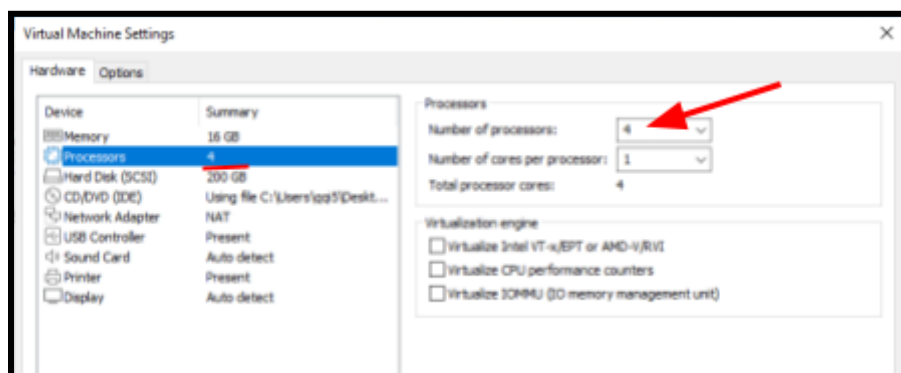 Virtual Machine Settings
Hardware Options
Device Summary
Memory 16 GB
Processors 4
Hard Disk (SCSI) 200 GB
CD/DVD (IDE) Using file C:\Users\gqi5\Deskt...
Network Adapter NAT
USB Controller Present
Sound Card Auto detect
Printer Present
Display Auto detect
Processors
Number of processors: 4
Number of cores per processor: 1
Total processor cores: 4
Virtualization engine
Virtualize Intel VT-x/EPT or AMD-V/RVI
Virtualize CPU performance counters
Virtualize IOMMU (IO memory management unit)